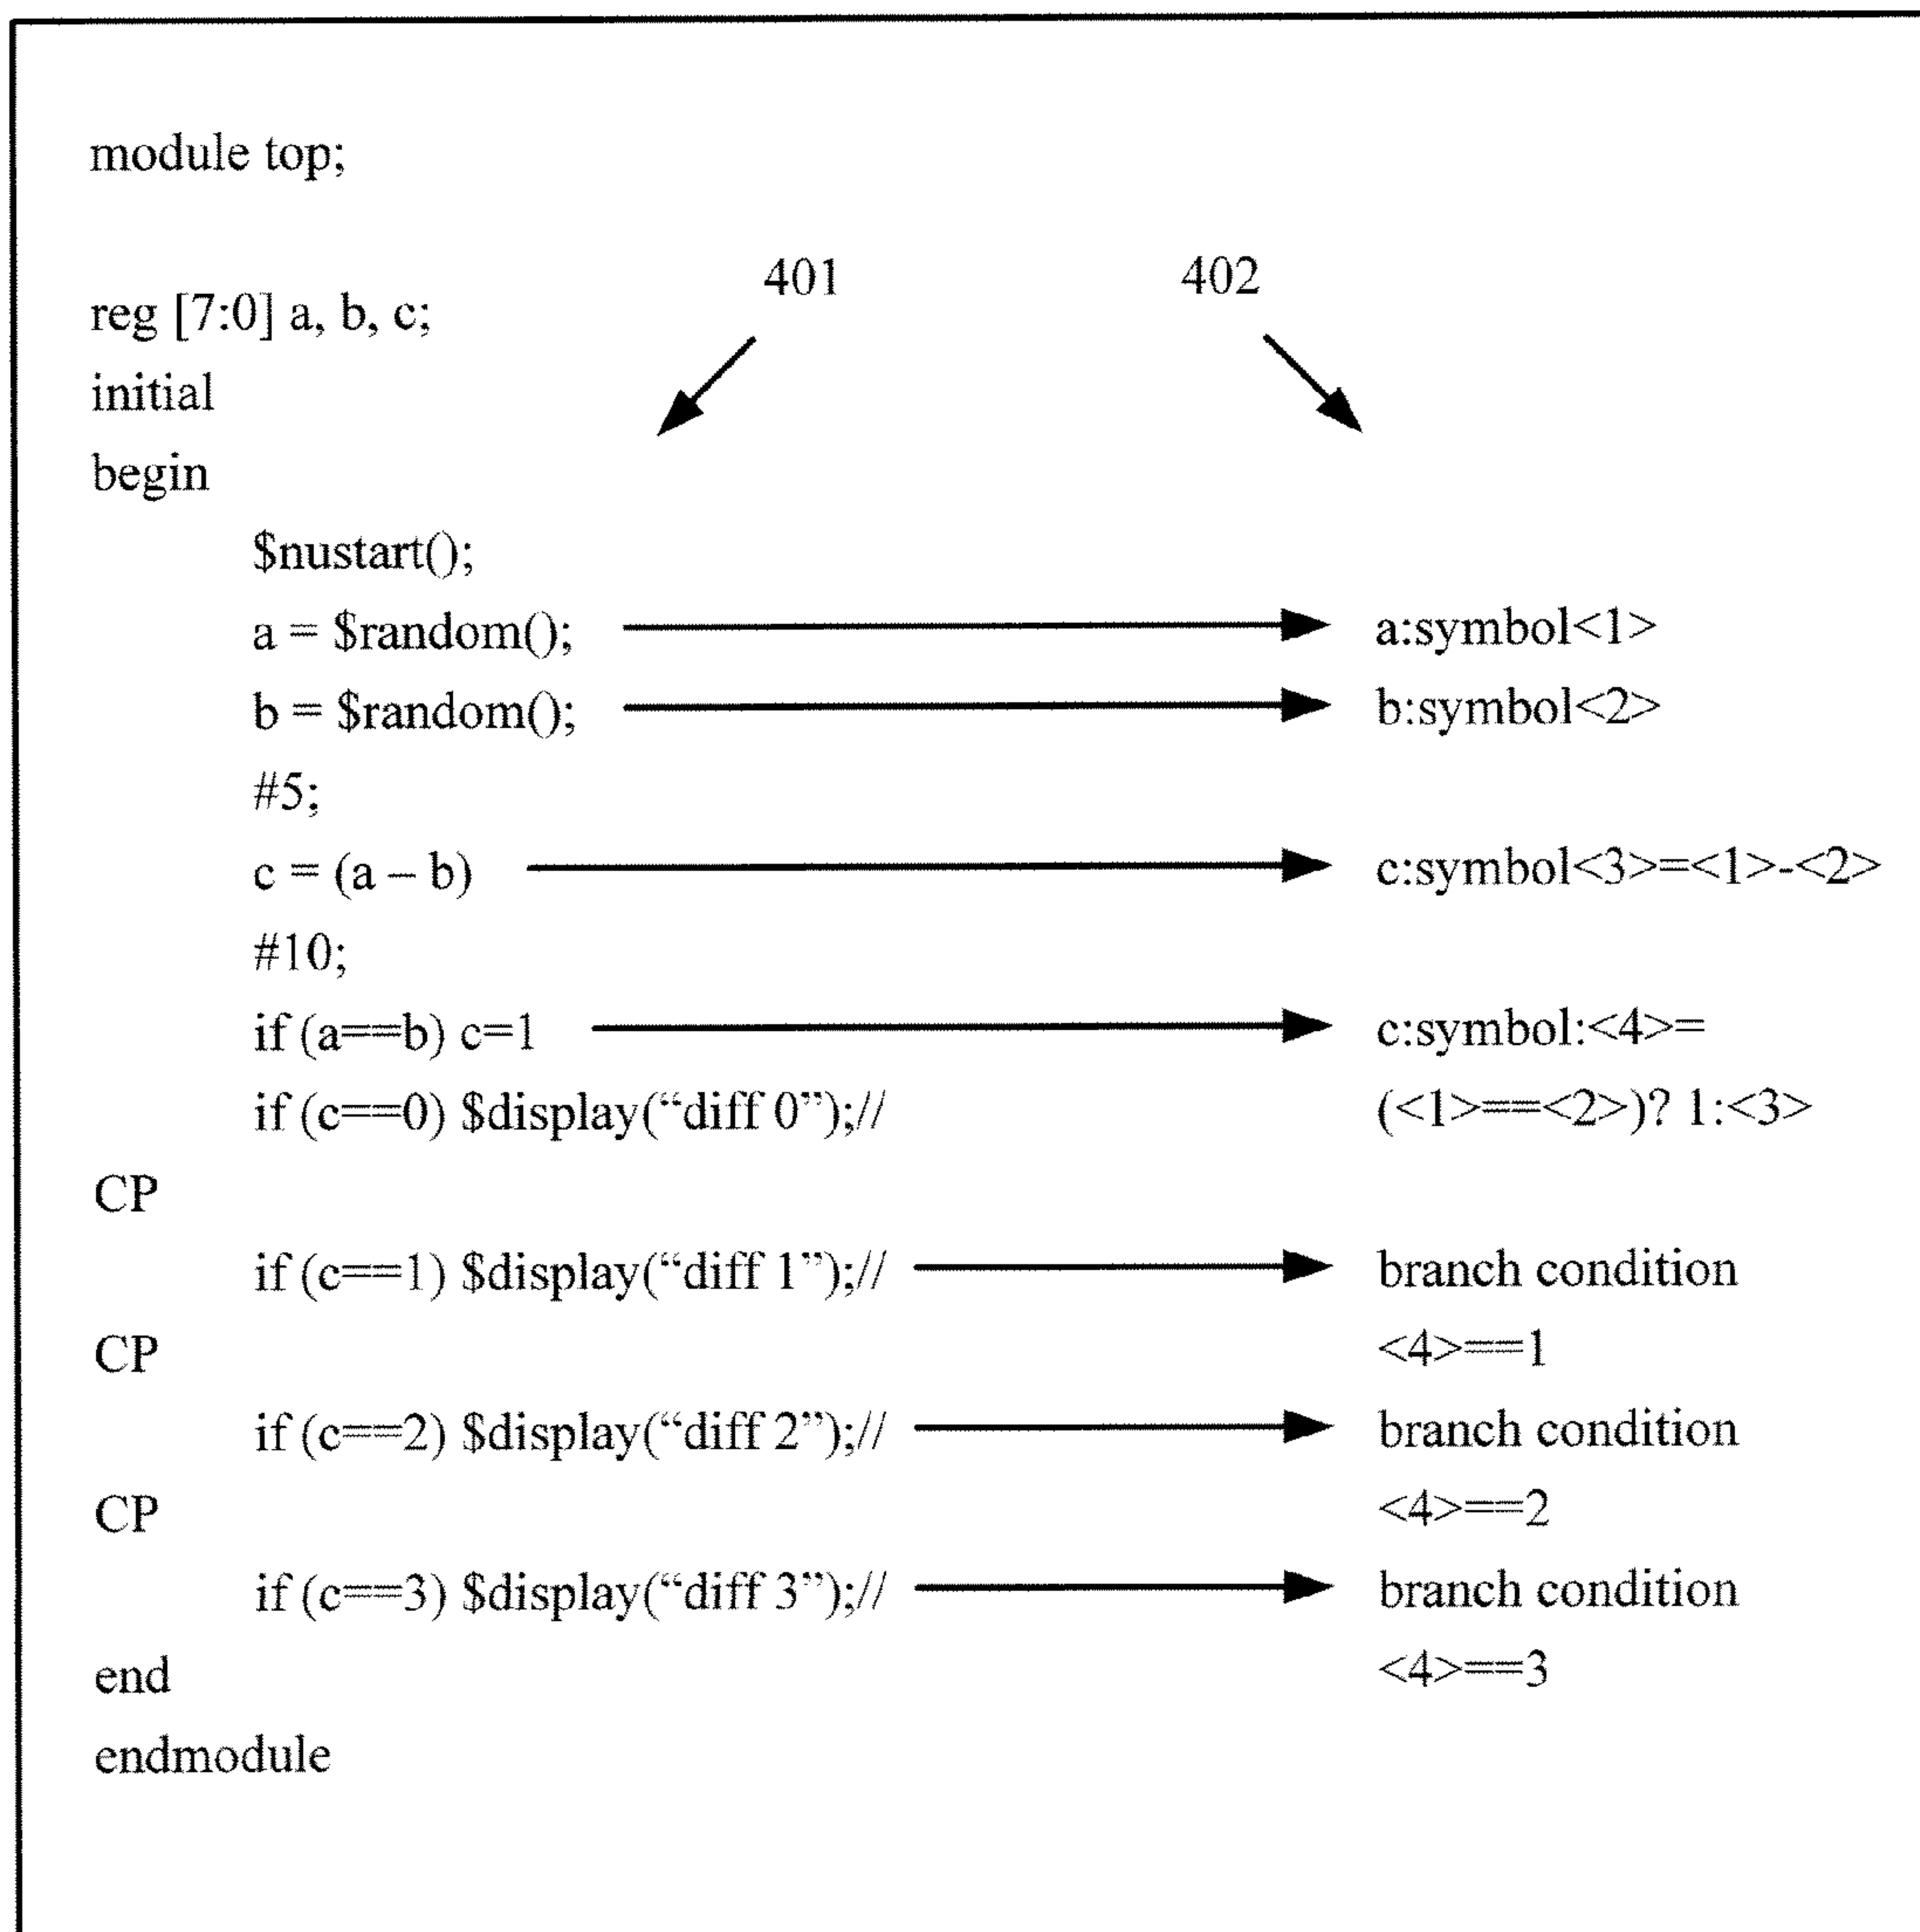 module top;
401 402
reg [7:0] a, b, c;
initial
begin
$nustart();
a = $random(); a:symbol<1>
b = $random(); b:symbol<2>
#5;
c = (a – b) c:symbol<3>=<1>-<2>
#10;
if (a==b) c=1 c:symbol:<4>=
if (c==0) $display(“diff 0”);// (<1>==<2>)? 1:<3>
CP
if (c==1) $display(“diff 1”);// branch condition
CP <4>==1
if (c==2) $display(“diff 2”);// branch condition
CP <4>==2
if (c==3) $display(“diff 3”);// branch condition
end <4>==3
endmodule